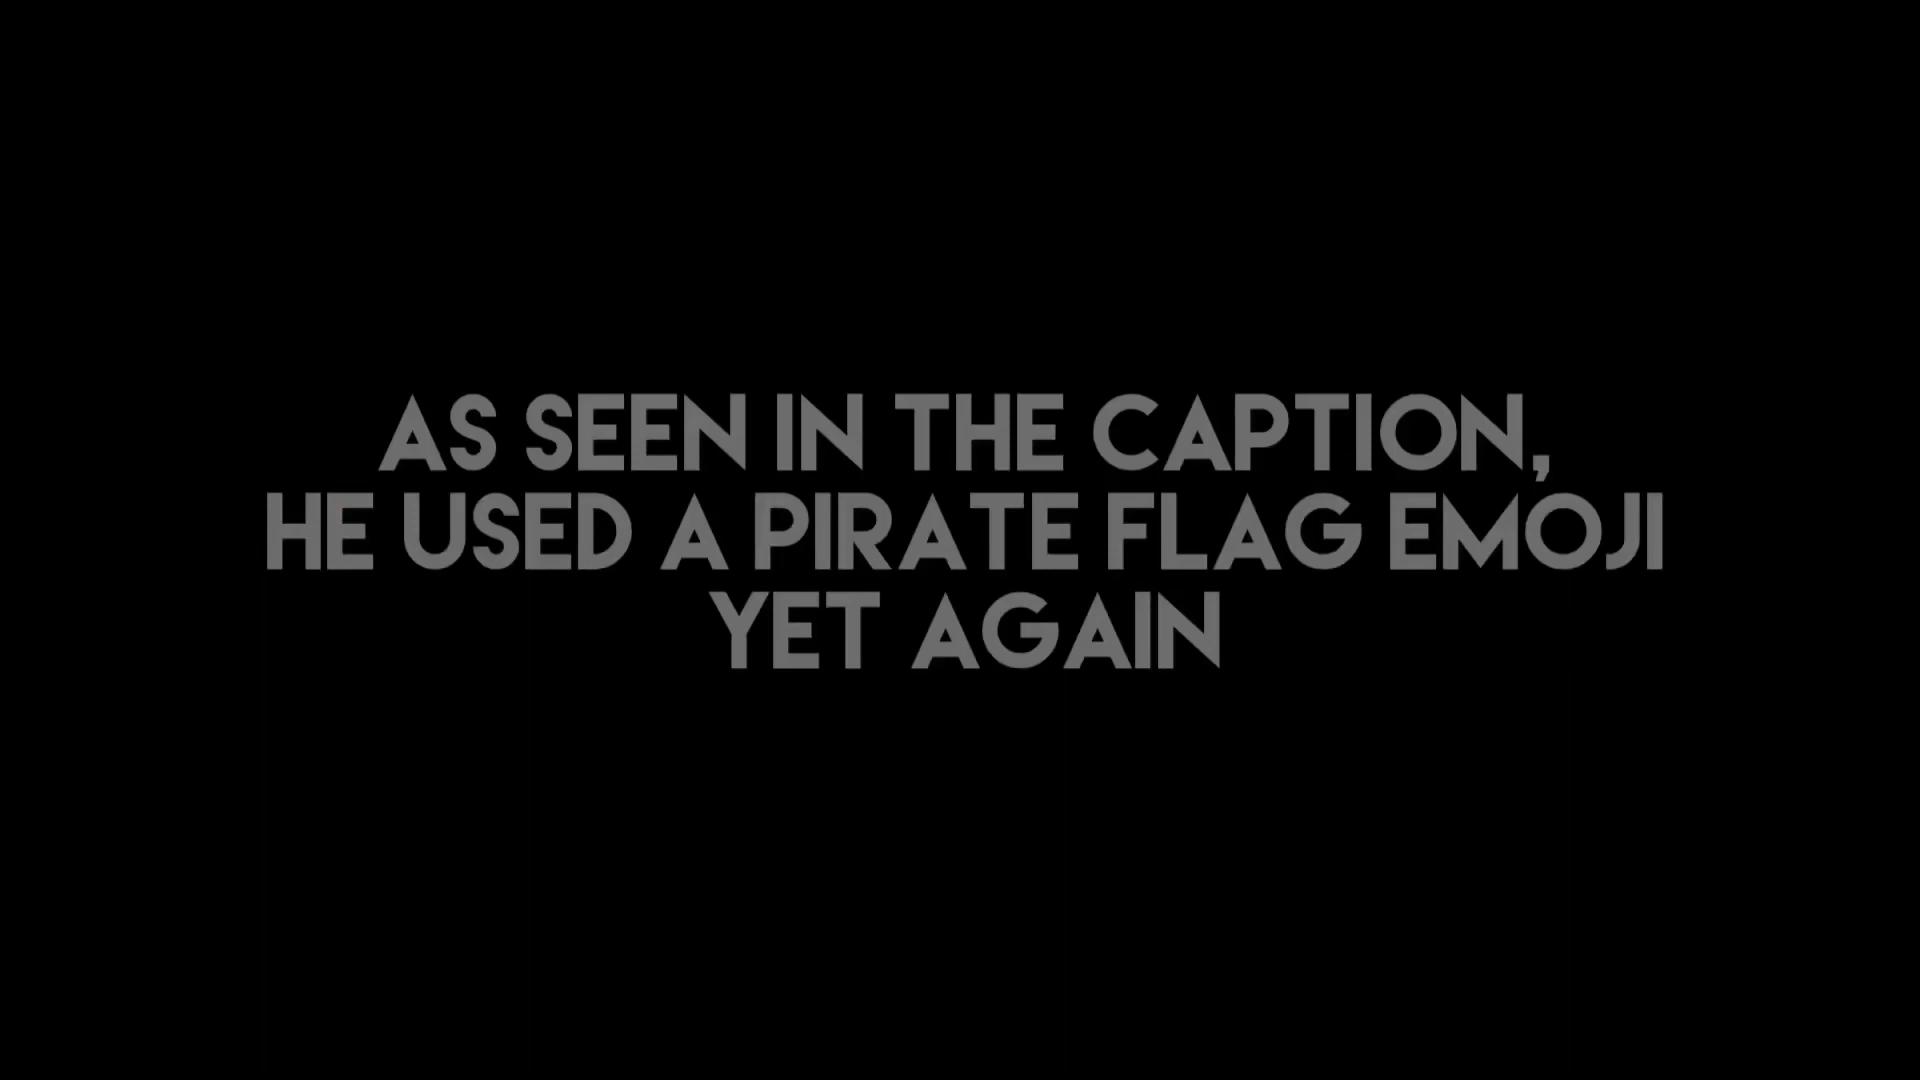 AS SEEN IN THE CAPTION,
HE USED A PIRATE FLAG EMOJI
YET AGAIN